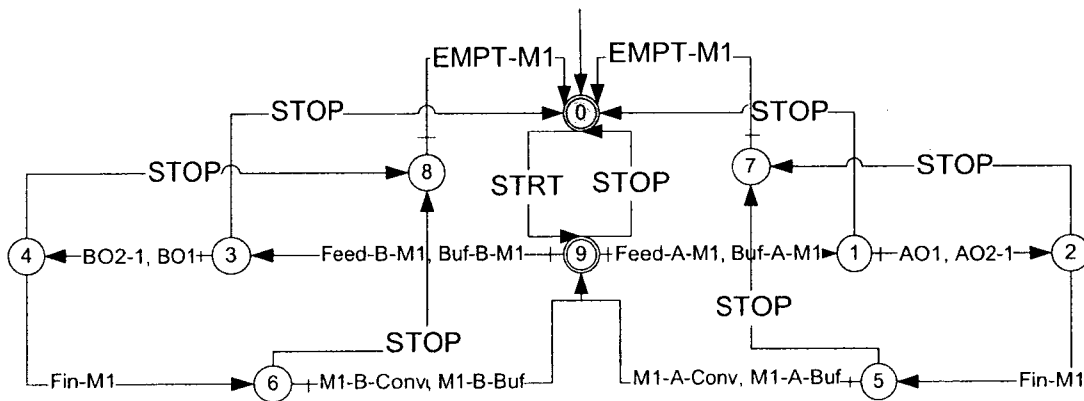 EMPT-M1 EMPT-M1
STOP 0 STOP
STOP 8 STRT STOP 7 STOP
4 BO2-1, BO1 3 Feed-B-M1, Buf-B-M1 9 Feed-A-M1, Buf-A-M1 1 AO1, AO2-1 2
STOP STOP
Fin-M1 6 M1-B-Conv, M1-B-Buf M1-A-Conv, M1-A-Buf 5 Fin-M1